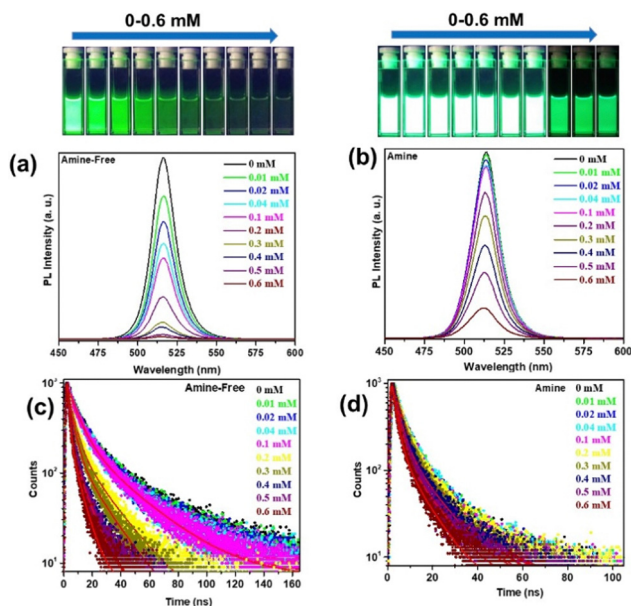 0-0.6 mM
0-0.6 mM
(a)
Amine-Free
0 mM
0.01 mM
0.02 mM
0.04 mM
0.1 mM
0.2 mM
0.3 mM
0.4 mM
0.5 mM
0.6 mM
PL Intensity (a. u.)
450 475 500 525 550 575 600
Wavelength (nm)
(b)
Amine
0 mM
0.01 mM
0.02 mM
0.04 mM
0.1 mM
0.2 mM
0.3 mM
0.4 mM
0.5 mM
0.6 mM
PL Intensity (a. u.)
450 475 500 525 550 575 600
Wavelength (nm)
(c)
Amine-Free
0 mM
0.01 mM
0.02 mM
0.04 mM
0.1 mM
0.2 mM
0.3 mM
0.4 mM
0.5 mM
0.6 mM
Counts
10³
10²
10¹
0 20 40 60 80 100 120 140 160
Time (ns)
(d)
Amine
0 mM
0.01 mM
0.02 mM
0.04 mM
0.1 mM
0.2 mM
0.3 mM
0.4 mM
0.5 mM
0.6 mM
Counts
10³
10²
10¹
0 20 40 60 80 100
Time (ns)